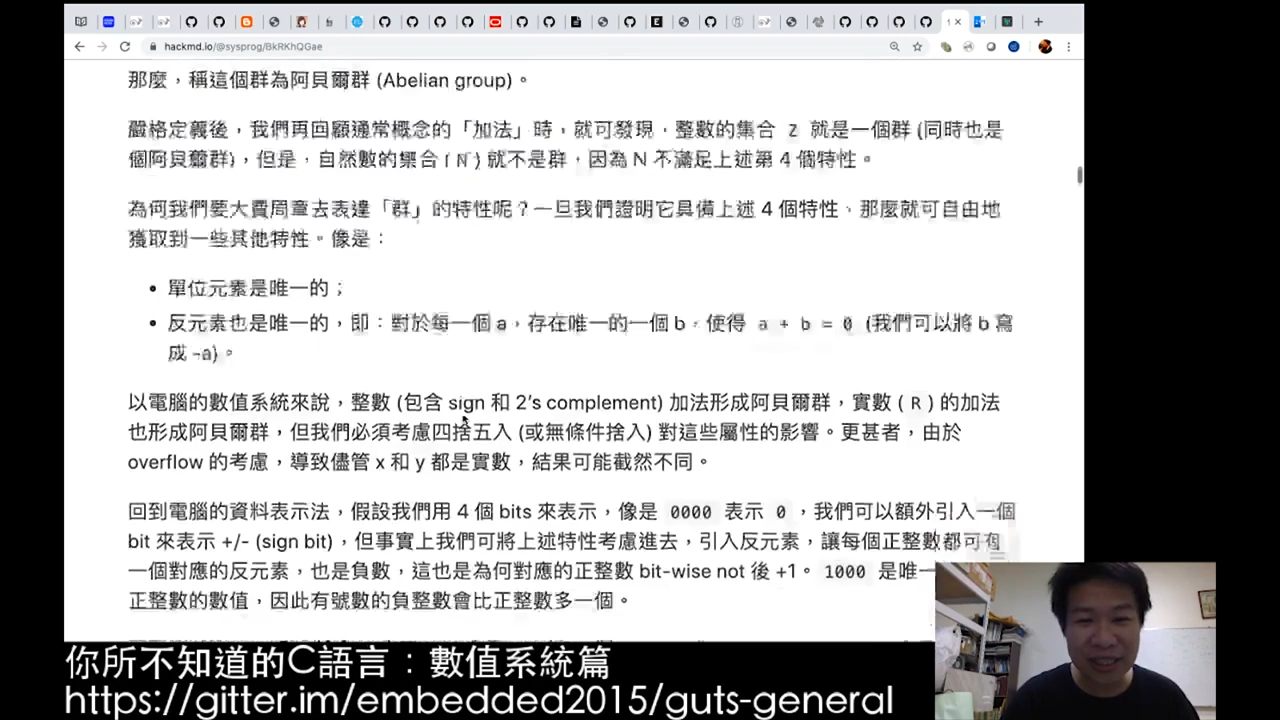 hackmd.io/@sysprog/BkRKhQGae
那麼，稱這個群為阿貝爾群 (Abelian group)。
嚴格定義後，我們再回顧通常概念的「加法」時，就可發現，整數的集合 Z 就是一個群 (同時也是
個阿貝爾群)，但是，自然數的集合 ( N ) 就不是群，因為 N 不滿足上述第 4 個特性。
為何我們要大費周章去表達「群」的特性呢？一旦我們證明它具備上述 4 個特性、那麼就可自由地
獲取到一些其他特性。像是：
• 單位元素是唯一的；
• 反元素也是唯一的，即：對於每一個 a，存在唯一的一個 b，使得 a + b = 0 (我們可以將 b 寫
成 -a)。
以電腦的數值系統來說，整數 (包含 sign 和 2's complement) 加法形成阿貝爾群，實數 ( R ) 的加法
也形成阿貝爾群，但我們必須考慮四捨五入 (或無條件捨入) 對這些屬性的影響。更甚者，由於
overflow 的考慮，導致儘管 x 和 y 都是實數，結果可能截然不同。
回到電腦的資料表示法，假設我們用 4 個 bits 來表示，像是 0000 表示 0 ，我們可以額外引入一個
bit 來表示 +/- (sign bit)，但事實上我們可將上述特性考慮進去，引入反元素，讓每個正整數都可有
一個對應的反元素，也是負數，這也是為何對應的正整數 bit-wise not 後 +1。 1000 是唯一
正整數的數值，因此有號數的負整數會比正整數多一個。
你所不知道的C語言：數值系統篇
https://gitter.im/embedded2015/guts-general